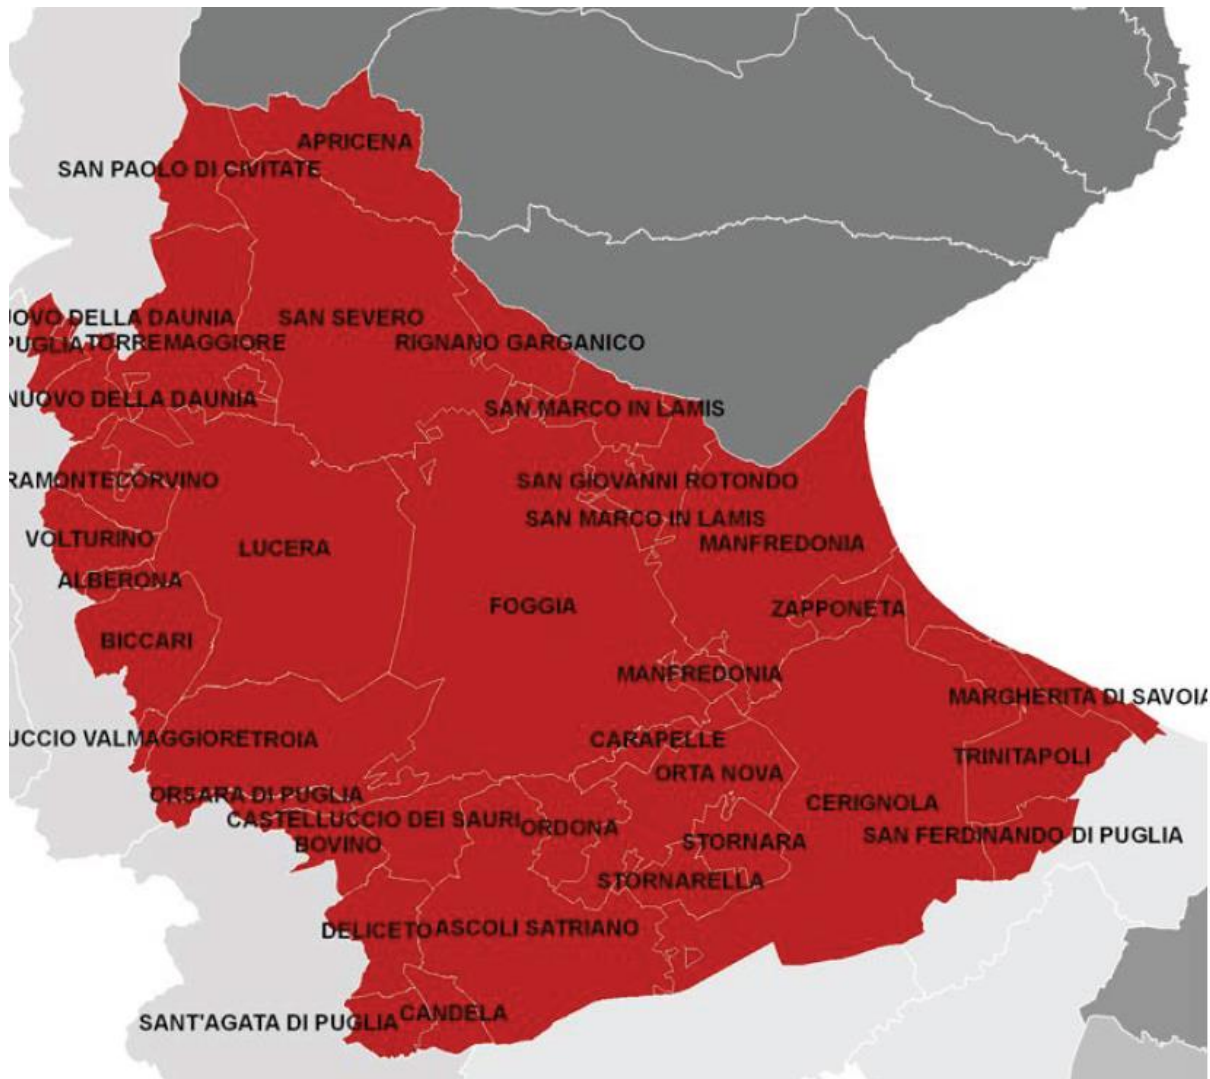 APRICENA
SAN PAOLO DI CIVITATE
OVO DELLA DAUNIA
SAN SEVERO
PUGLIA
TORREMAGGIORE
RIGNANO GARGANICO
NUOVO DELLA DAUNIA
SAN MARCO IN LAMIS
RAMONTECORVINO
SAN GIOVANNI ROTONDO
SAN MARCO IN LAMIS
VOLTURINO
LUCERA
MANFREDONIA
ALBERONA
FOGGIA
ZAPPONETA
BICCARI
MANFREDONIA
MARGHERITA DI SAVOIA
UCCIO VALMAGGIORE
TROIA
CARAPELLE
TRINITAPOLI
ORTA NOVA
ORSARA DI PUGLIA
CERIGNOLA
CASTELLUCCIO DEI SAURI
ORDONA
SAN FERDINANDO DI PUGLIA
BOVINO
STORNARA
STORNARELLA
DELICETO
ASCOLI SATRIANO
SANT'AGATA DI PUGLIA
CANDELA